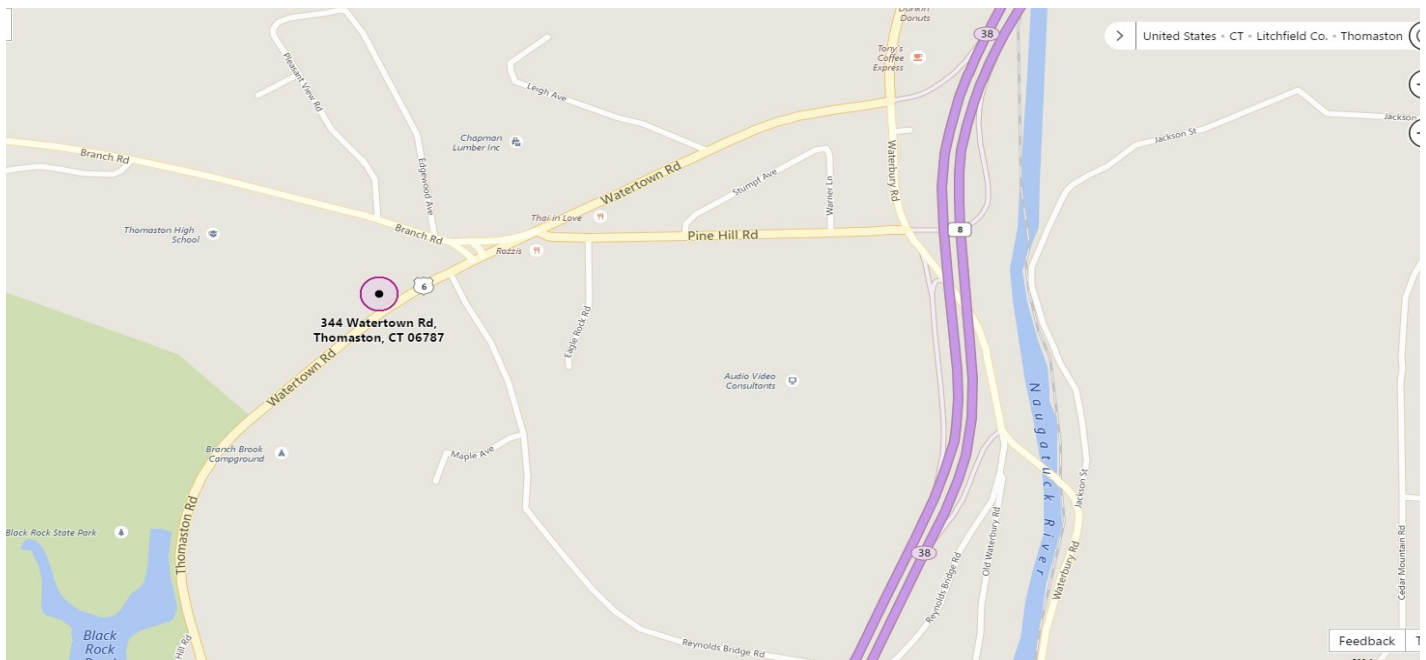 Dunkin
Donuts
38
United States • CT • Litchfield Co. • Thomaston
Tony's
Coffee
Express
Pleasant View Rd
Leigh Ave
Jackson
Jackson St
Chapman
Lumber Inc
Branch Rd
Edgewood Ave
Watertown Rd
Waterbury Rd
Stumpf Ave
Warner Ln
Thai in Love
Thomaston High
School
Branch Rd
Pine Hill Rd
8
Rozzis
6
344 Watertown Rd,
Thomaston, CT 06787
Eagle Rock Rd
Watertown Rd
Audio Video
Consultants
Naugatuck River
Branch Brook
Campground
Maple Ave
Jackson St
Thomaston Rd
Black Rock State Park
Old Waterbury Rd
Cedar Mountain Rd
38
Reynolds Bridge Rd
Waterbury Rd
Black
Rock
Hill Rd
Reynolds Bridge Rd
Feedback